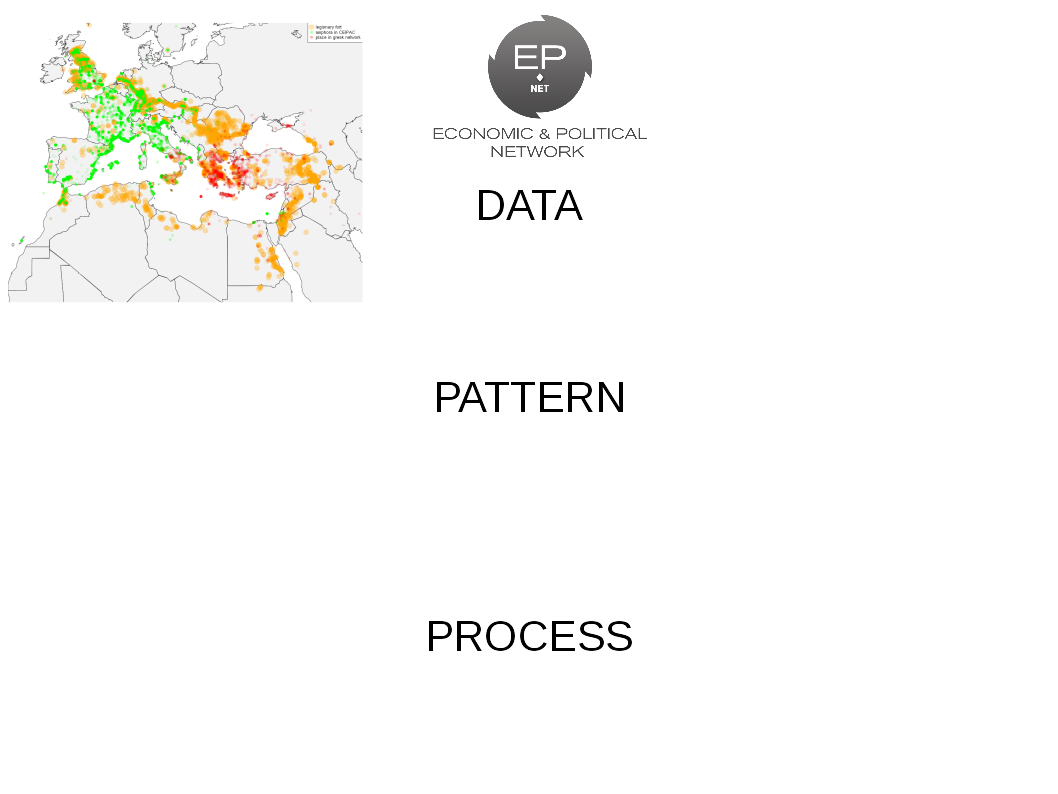 legionary fort
amphora in CEIPAC
place in greek network
EP
NET
ECONOMIC & POLITICAL
NETWORK
DATA
PATTERN
PROCESS